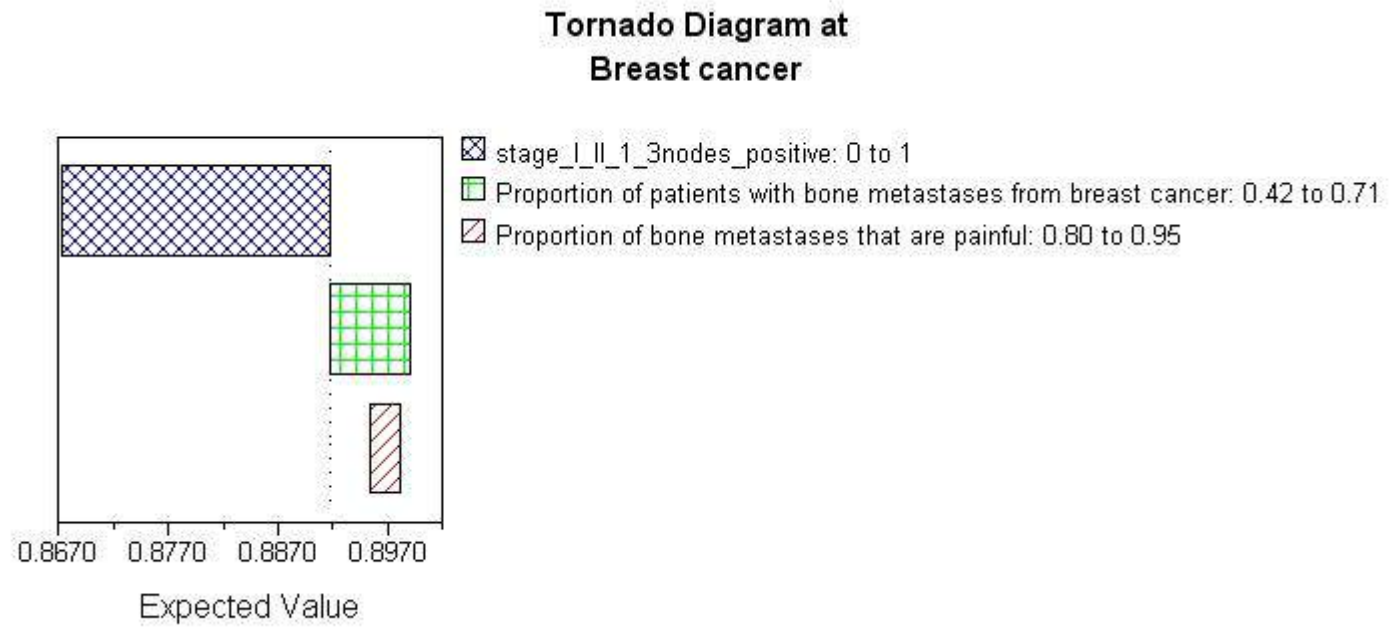 Tornado Diagram at
Breast cancer
stage_I_II_1_3nodes_positive: 0 to 1
Proportion of patients with bone metastases from breast cancer: 0.42 to 0.71
Proportion of bone metastases that are painful: 0.80 to 0.95
0.8670 0.8770 0.8870 0.8970
Expected Value